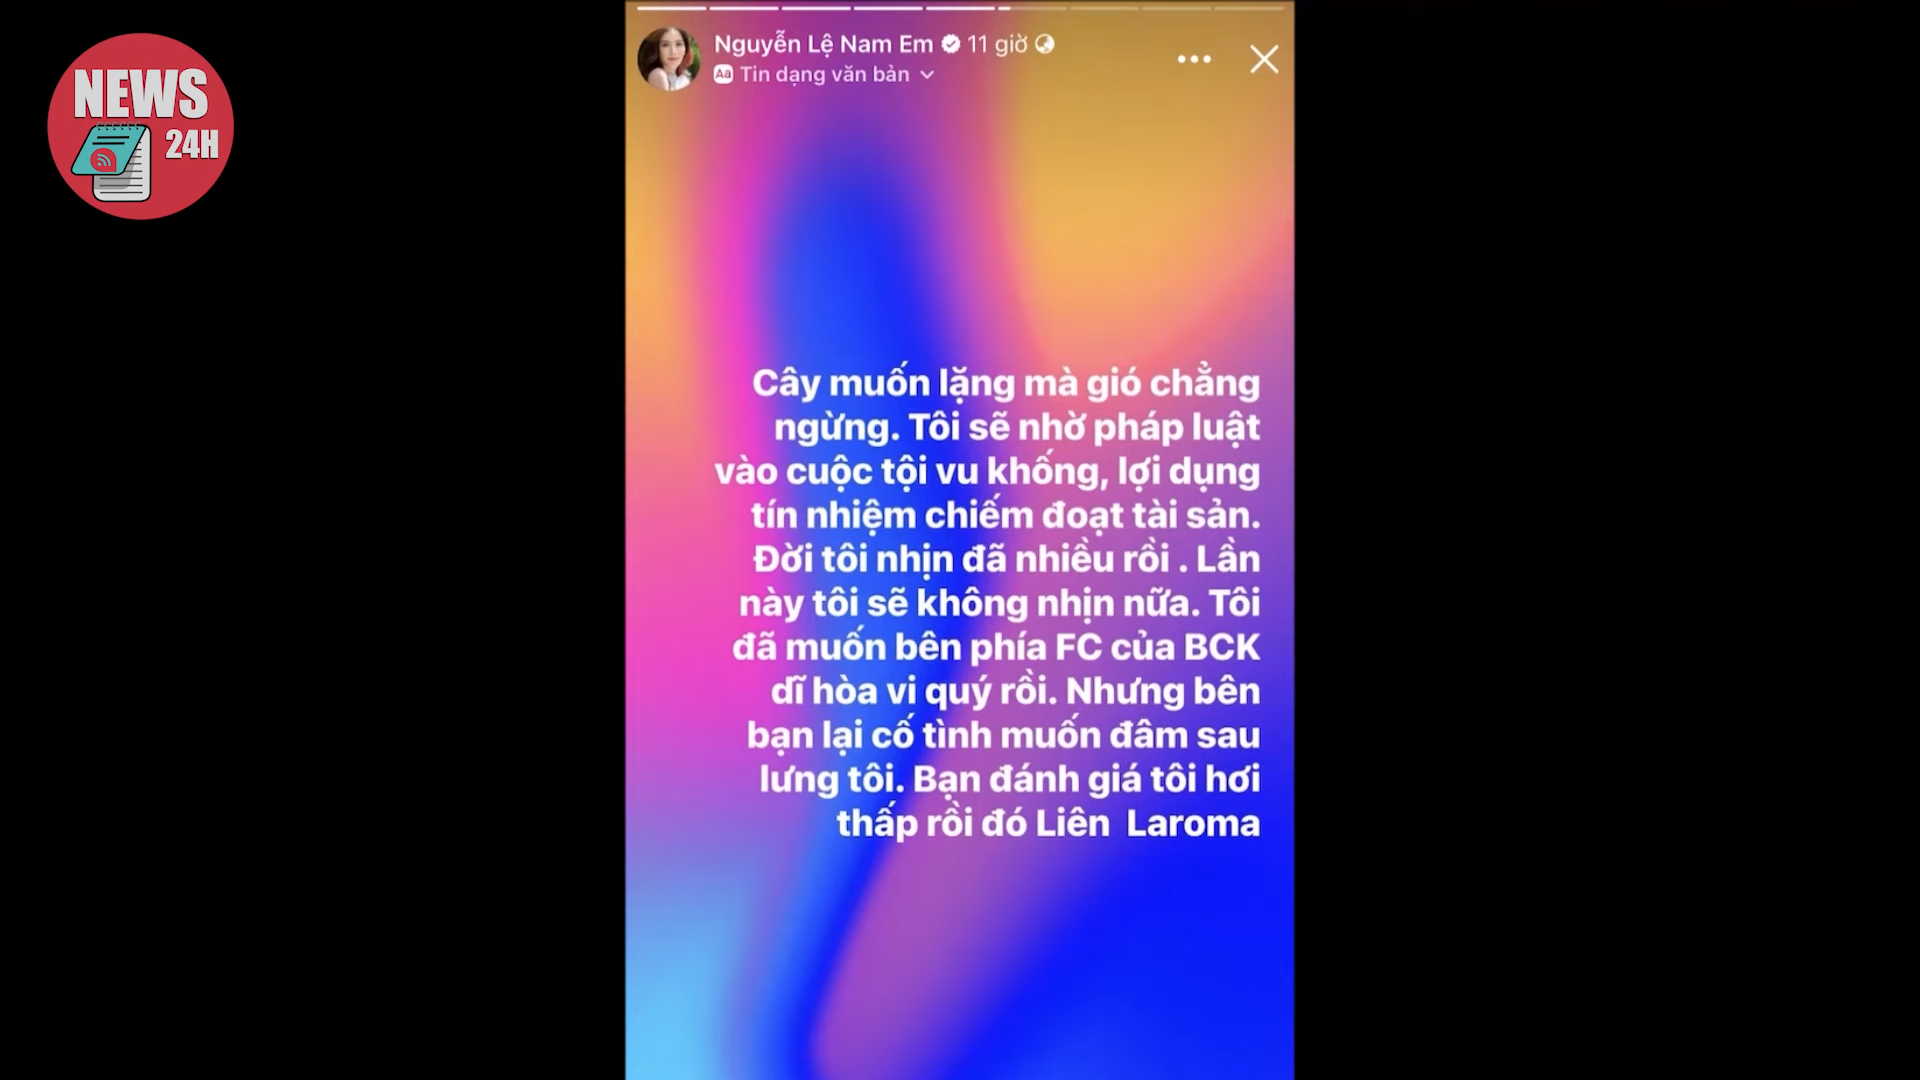 NEWS
24H
Nguyễn Lệ Nam Em 11 giờ
Aa Tin dạng văn bản
Cây muốn lặng mà gió chẳng
ngừng. Tôi sẽ nhờ pháp luật
vào cuộc tội vu khống, lợi dụng
tín nhiệm chiếm đoạt tài sản.
Đời tôi nhịn đã nhiều rồi . Lần
này tôi sẽ không nhịn nữa. Tôi
đã muốn bên phía FC của BCK
dĩ hòa vi quý rồi. Nhưng bên
bạn lại cố tình muốn đâm sau
lưng tôi. Bạn đánh giá tôi hơi
thấp rồi đó Liên  Laroma